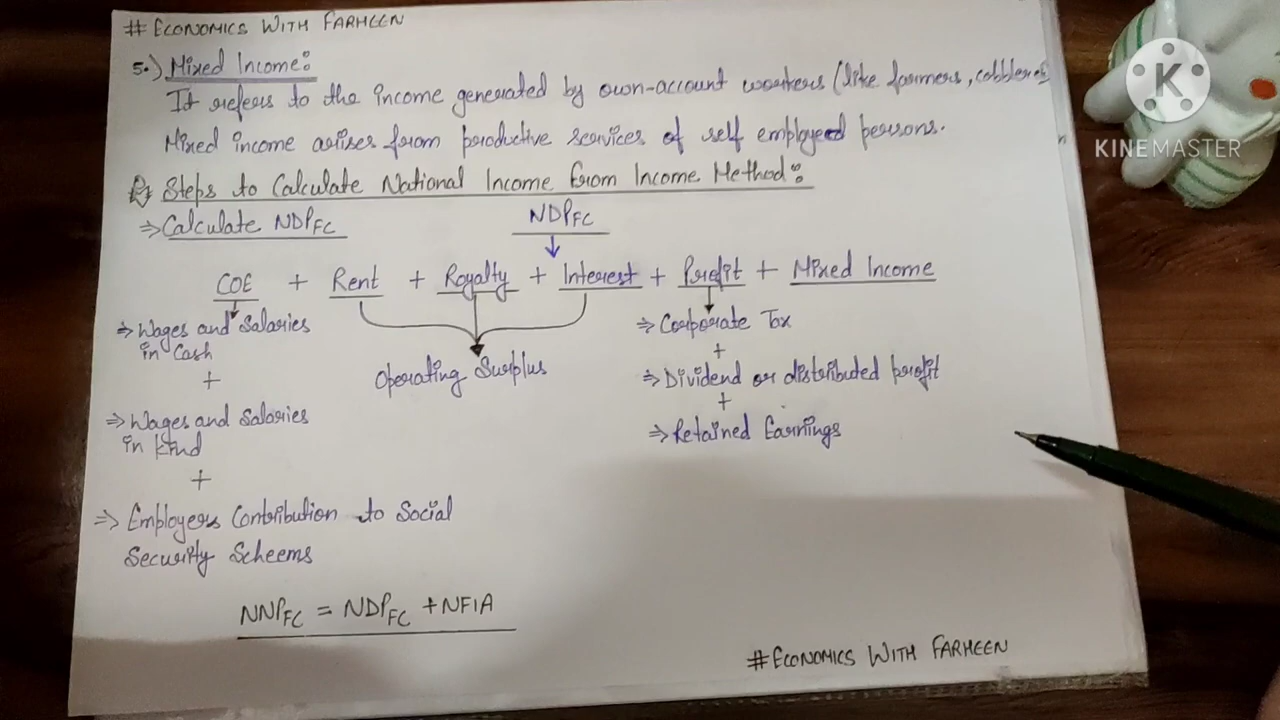 # ECONOMICS WITH FARHEEN
5.) Mixed Income:
It refers to the income generated by own-account workers (like farmers, cobblers)
Mixed income arises from productive services of self employed persons.
Steps to Calculate National Income from Income Method:
⇒ Calculate NDPFC
NDPFC
COE + Rent + Royalty + Interest + Profit + Mixed Income
⇒ Wages and Salaries
in Cash
+
⇒ Wages and Salaries
in kind
+
⇒ Employers Contribution to Social
Security Scheems
Operating Surplus
⇒ Corporate Tax
+
⇒ Dividend or distributed profit
+
⇒ Retained Earnings
NNPFC = NDPFC + NFIA
# ECONOMICS WITH FARHEEN
K
KINEMASTER